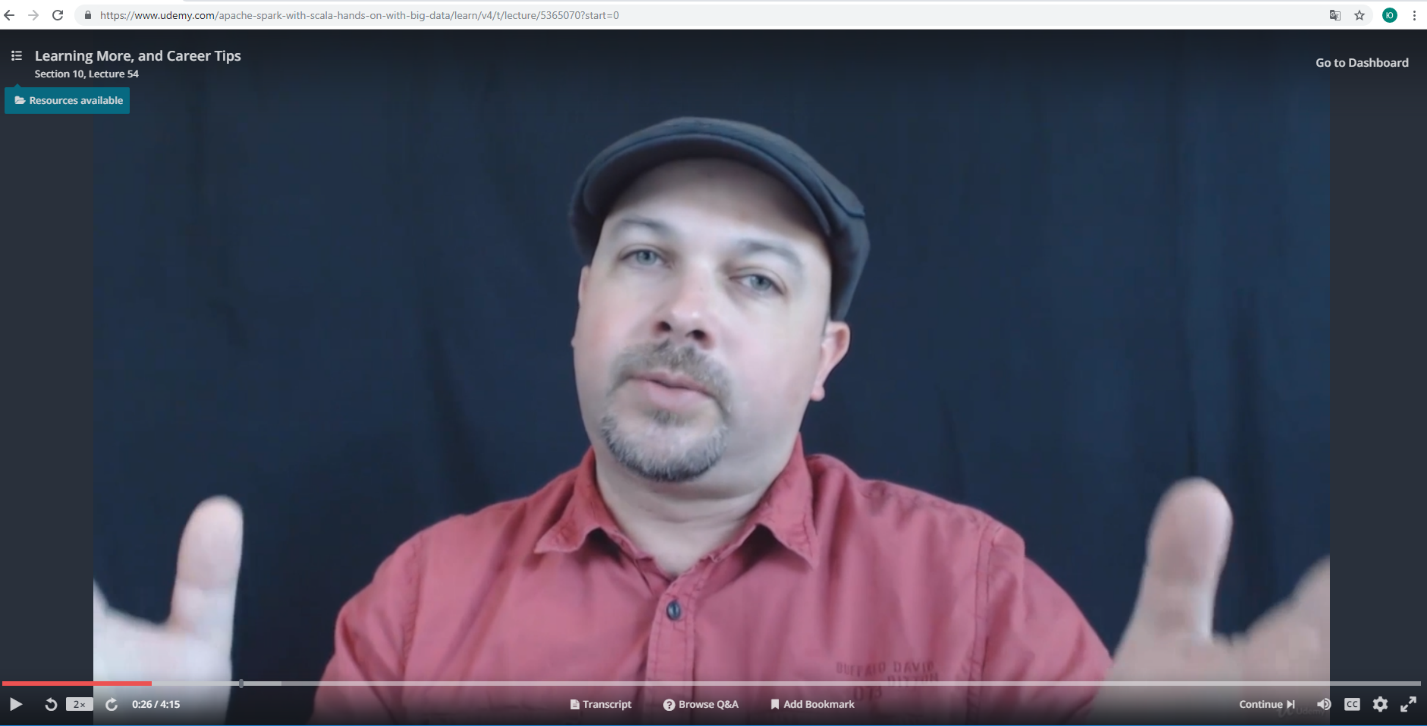 https://www.udemy.com/apache-spark-with-scala-hands-on-with-big-data/learn/v4/t/lecture/5365070?start=0
IO
Learning More, and Career Tips
Section 10, Lecture 54
Go to Dashboard
Resources available
2×
0:26 / 4:15
Transcript
? Browse Q&A
Add Bookmark
Continue
CC